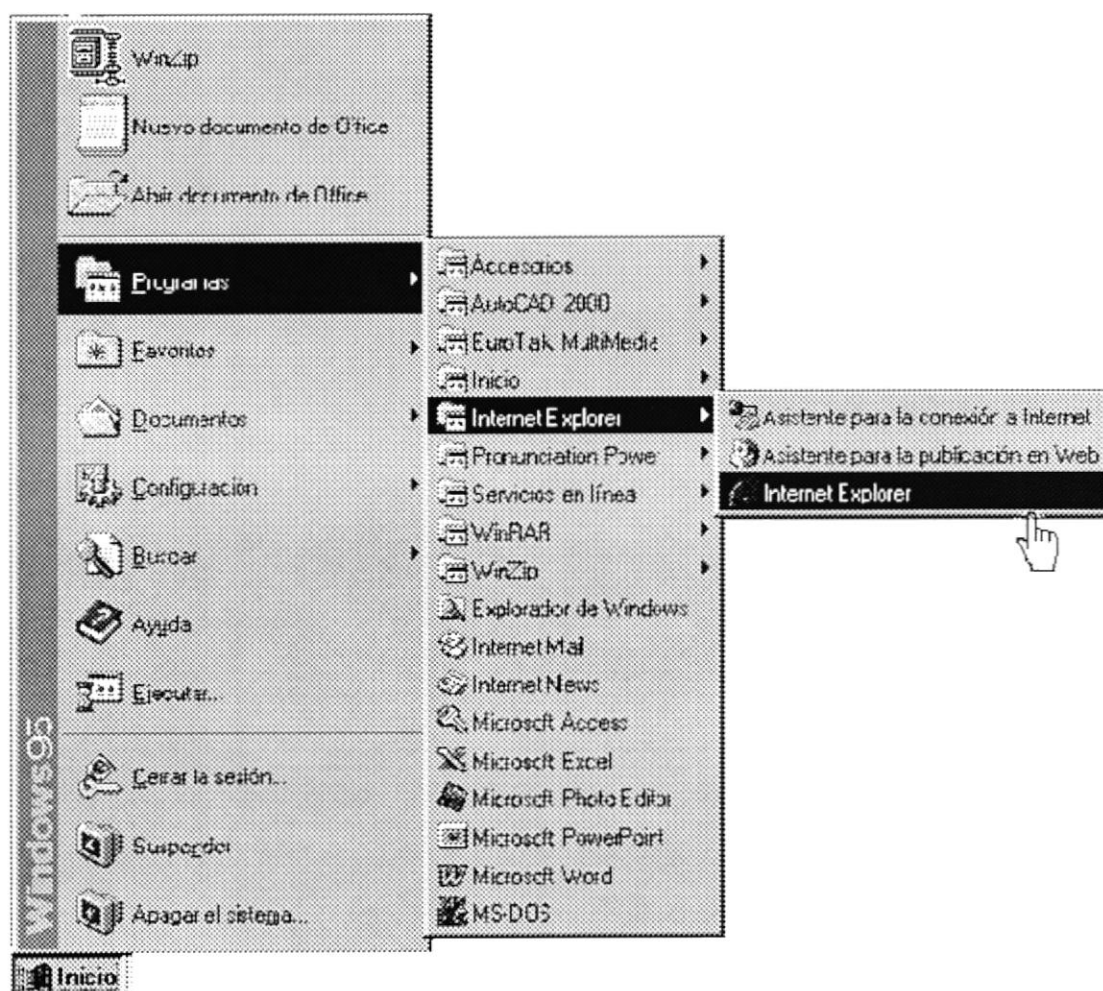 WinZip
Nuevo documento de Office
Abrir documento de Office
Programas
Favoritos
Documentos
Configuración
Buscar
Ayuda
Ejecutar...
Cerrar la sesión...
Suspender
Apagar el sistema...
Windows95
Inicio
Accesorios
AutoCAD 2000
EuroTalk MultiMedia
Inicio
Internet Explorer
Pronunciation Power
Servicios en línea
WinRAR
WinZip
Explorador de Windows
Internet Mail
Internet News
Microsoft Access
Microsoft Excel
Microsoft Photo Editor
Microsoft PowerPoint
Microsoft Word
MS-DOS
Asistente para la conexión a Internet
Asistente para la publicación en Web
Internet Explorer